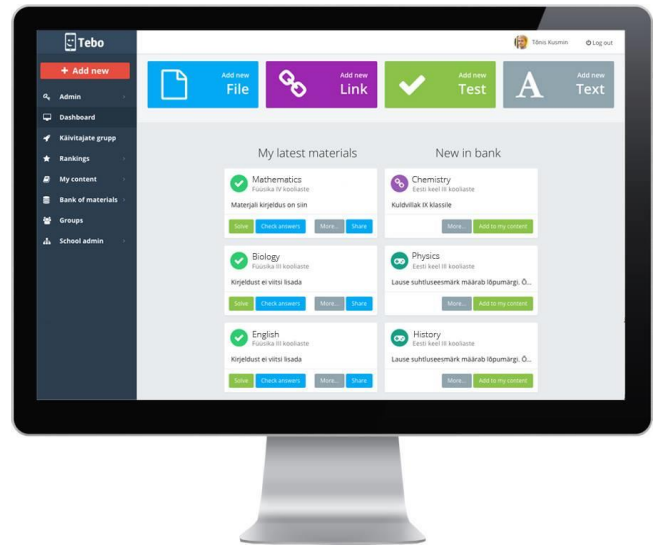 Tebo
Tõnis Kusmin
Log out
+ Add new
Admin
Dashboard
Käivitajate grupp
Rankings
My content
Bank of materials
Groups
School admin
Add new
File
Add new
Link
Add new
Test
Add new
Text
My latest materials
Mathematics
Füüsika IV kooliaste
Materjali kirjeldus on siin
Solve Check answers More... Share
Biology
Füüsika III kooliaste
Kirjeldust ei viitsi lisada
Solve Check answers More... Share
English
Füüsika III kooliaste
Kirjeldust ei viitsi lisada
Solve Check answers More... Share
New in bank
Chemistry
Eesti keel III kooliaste
Kuldvillak IX klassile
More... Add to my content
Physics
Eesti keel III kooliaste
Lause suhtluseesmärk määrab lõpumärgi. Õ...
More... Add to my content
History
Eesti keel III kooliaste
Lause suhtluseesmärk määrab lõpumärgi. Õ...
More... Add to my content